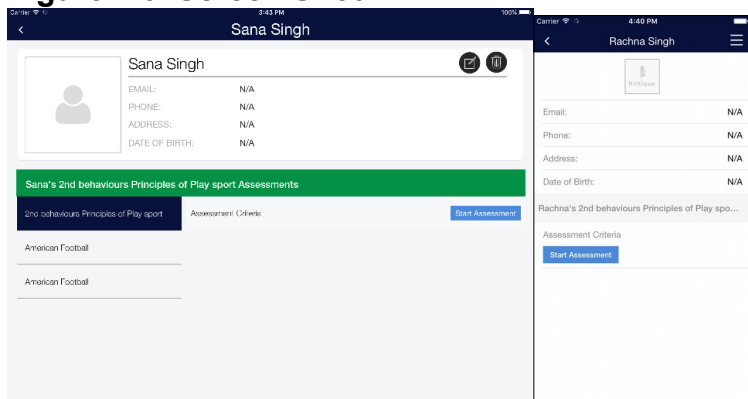 Carrier 3:43 PM 100%
Sana Singh
Sana Singh
EMAIL: N/A
PHONE: N/A
ADDRESS: N/A
DATE OF BIRTH: N/A
Sana's 2nd behaviours Principles of Play sport Assessments
2nd behaviours Principles of Play sport Assessment Criteria Start Assessment
American Football
American Football
Carrier 4:40 PM
Rachna Singh
Kritique
Email: N/A
Phone: N/A
Address: N/A
Date of Birth: N/A
Rachna's 2nd behaviours Principles of Play spo...
Assessment Criteria
Start Assessment